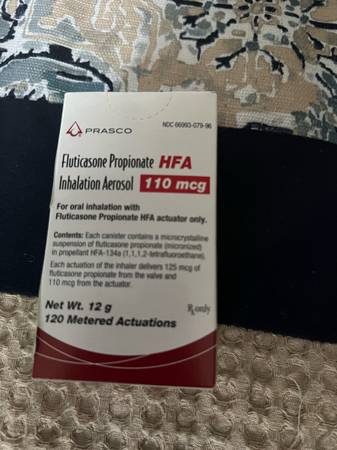 PRASCO
NDC 66993-079-96
Fluticasone Propionate HFA
Inhalation Aerosol 110 mcg
For oral inhalation with
Fluticasone Propionate HFA actuator only.
Contents: Each canister contains a microcrystalline
suspension of fluticasone propionate (micronized)
in propellant HFA-134a (1,1,1,2-tetrafluoroethane).
Each actuation of the inhaler delivers 125 mcg of
fluticasone propionate from the valve and
110 mcg from the actuator.
Net Wt. 12 g
Rx only
120 Metered Actuations